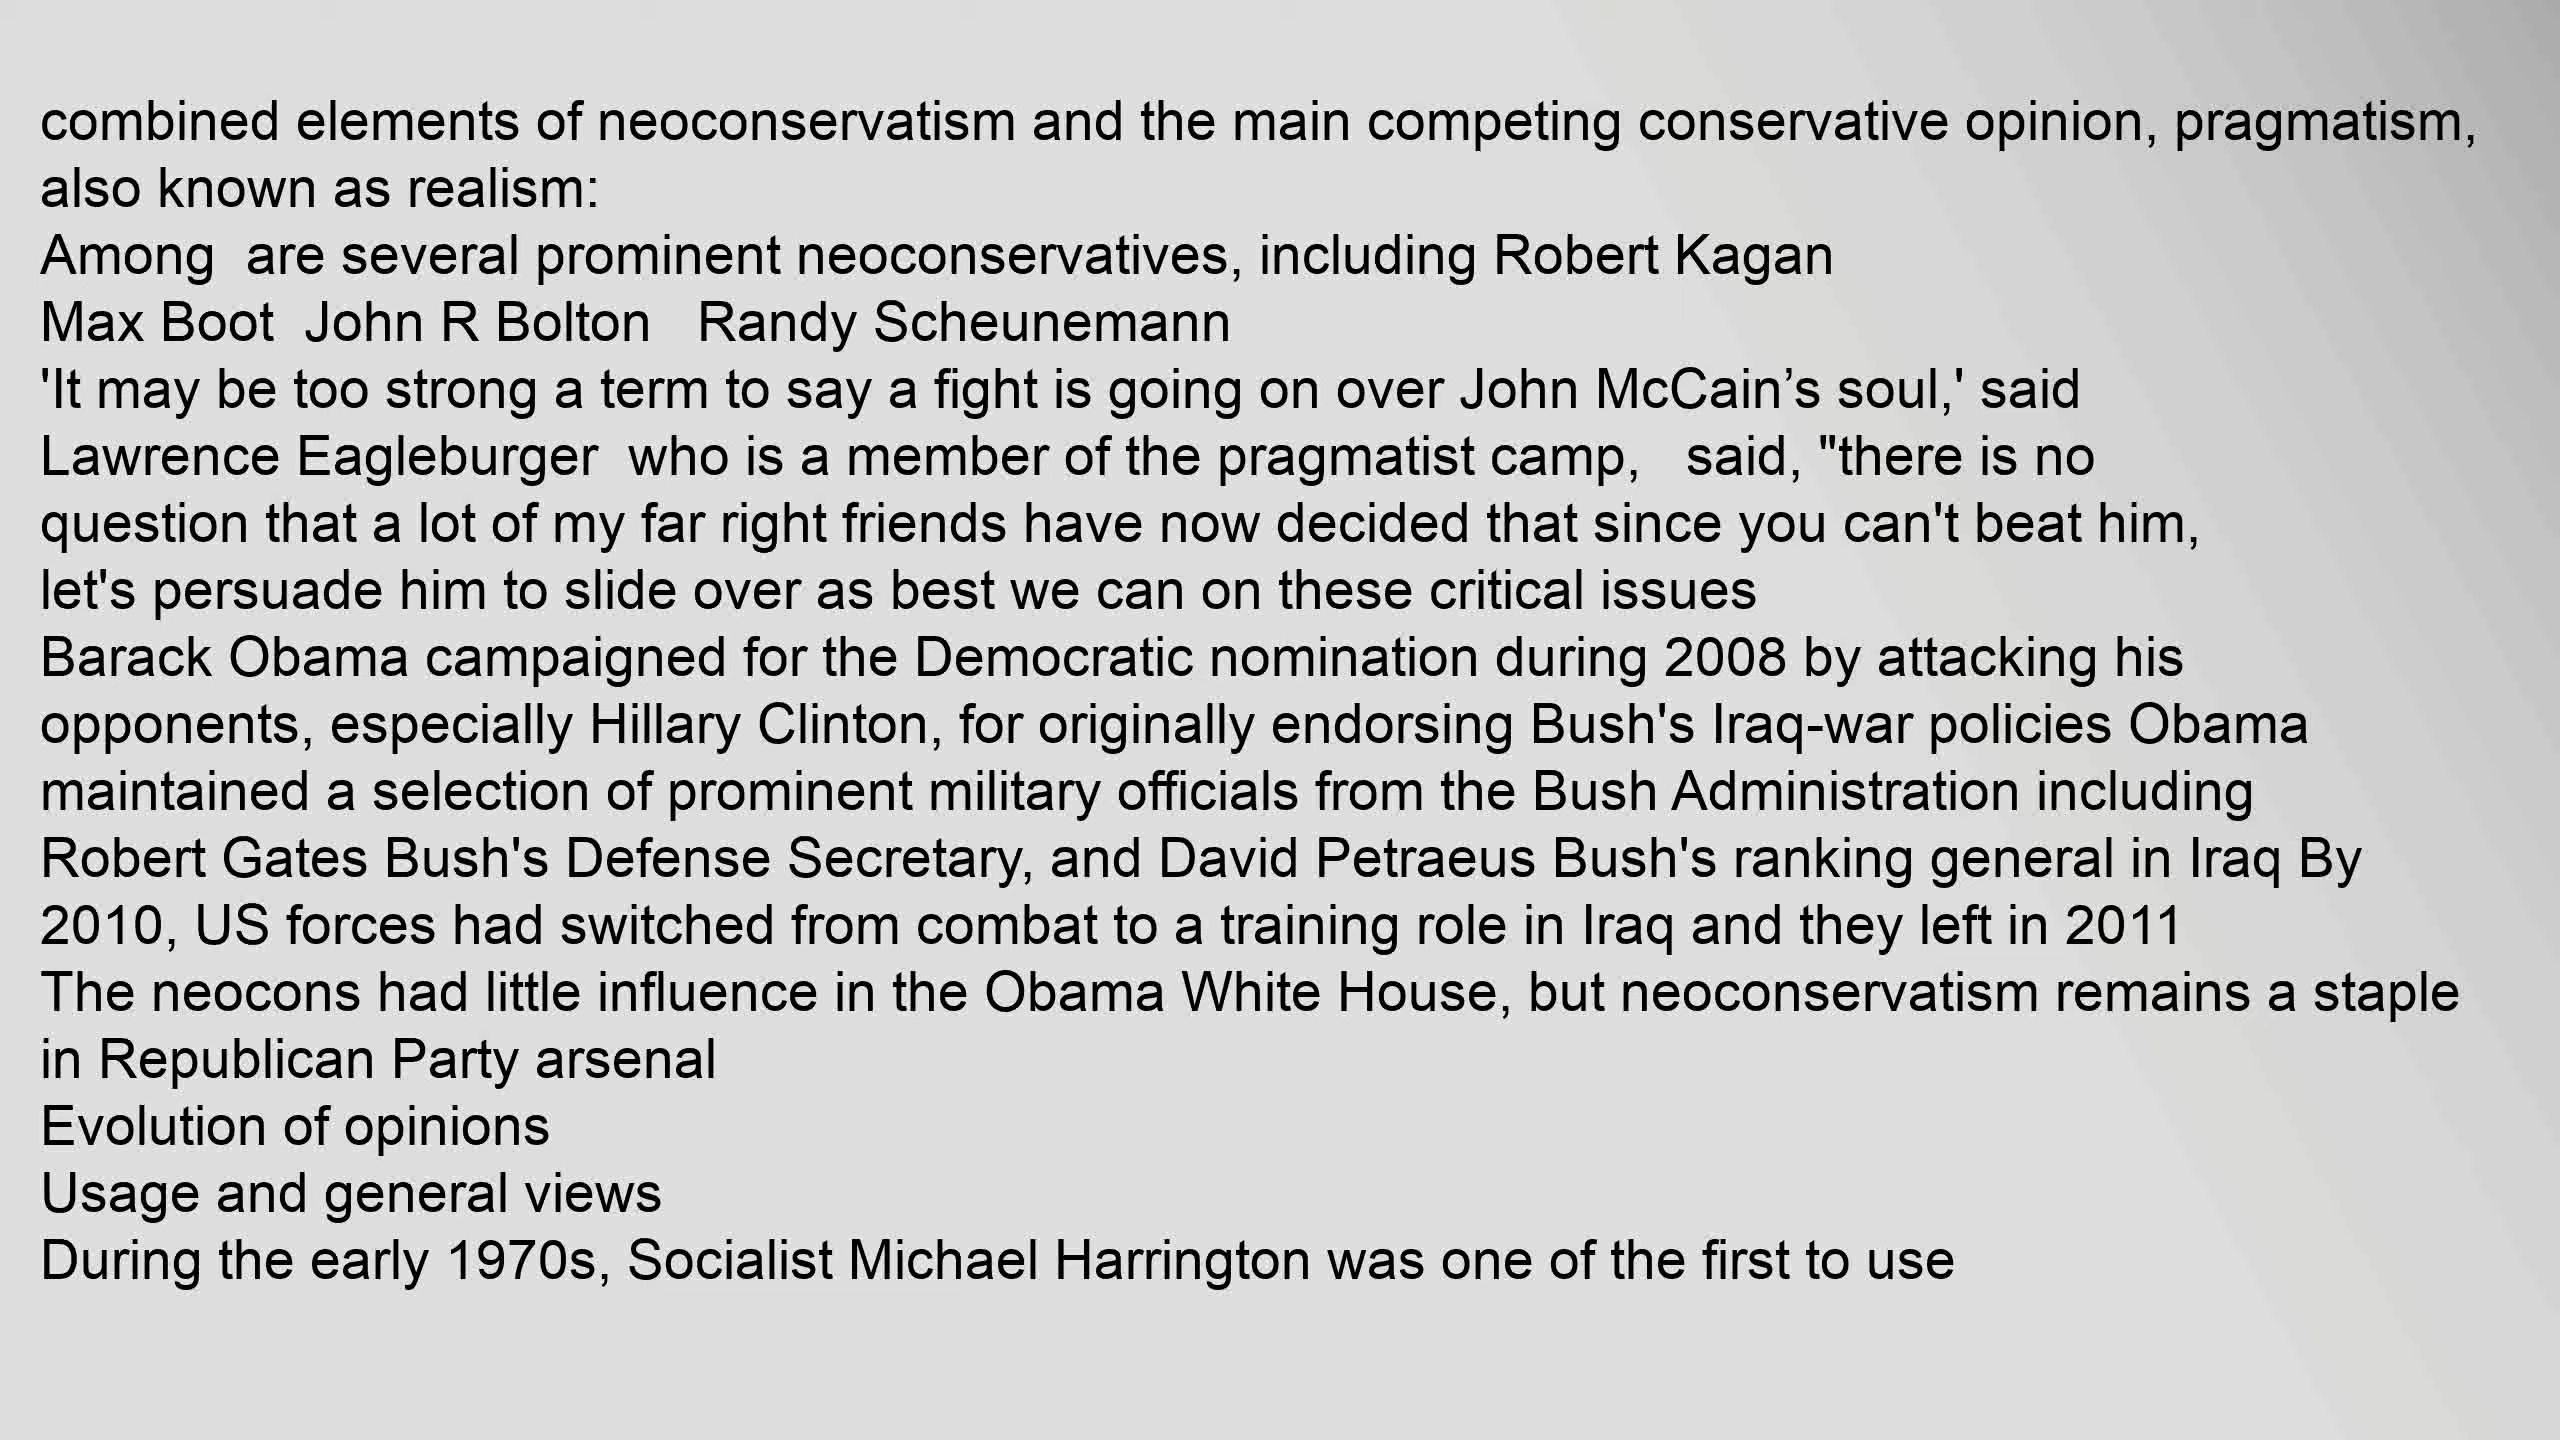 combined elements of neoconservatism and the main competing conservative opinion, pragmatism,
also known as realism:
Among  are several prominent neoconservatives, including Robert Kagan
Max Boot  John R Bolton   Randy Scheunemann
'It may be too strong a term to say a fight is going on over John McCain’s soul,' said
Lawrence Eagleburger  who is a member of the pragmatist camp,   said, "there is no
question that a lot of my far right friends have now decided that since you can't beat him,
let's persuade him to slide over as best we can on these critical issues
Barack Obama campaigned for the Democratic nomination during 2008 by attacking his
opponents, especially Hillary Clinton, for originally endorsing Bush's Iraq-war policies Obama
maintained a selection of prominent military officials from the Bush Administration including
Robert Gates Bush's Defense Secretary, and David Petraeus Bush's ranking general in Iraq By
2010, US forces had switched from combat to a training role in Iraq and they left in 2011
The neocons had little influence in the Obama White House, but neoconservatism remains a staple
in Republican Party arsenal
Evolution of opinions
Usage and general views
During the early 1970s, Socialist Michael Harrington was one of the first to use